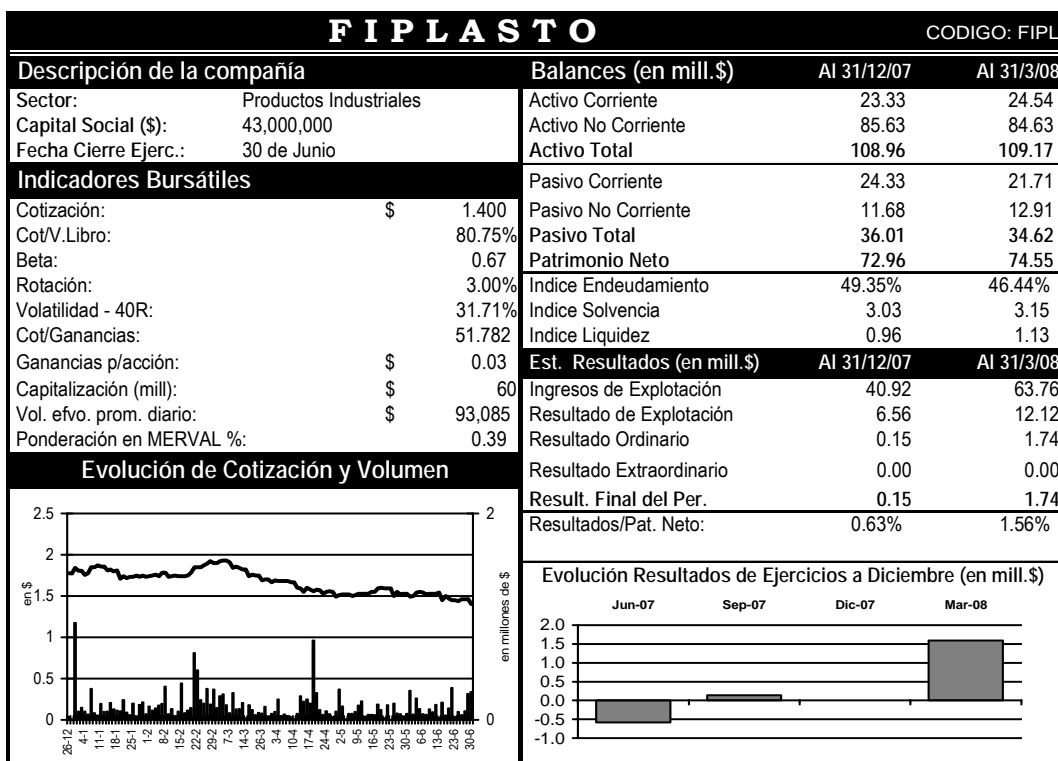 F I P L A S T O
CODIGO: FIPL
Descripción de la compañía
Sector: Productos Industriales
Capital Social ($): 43,000,000
Fecha Cierre Ejerc.: 30 de Junio
Indicadores Bursátiles
Cotización: $ 1.400
Cot/V.Libro: 80.75%
Beta: 0.67
Rotación: 3.00%
Volatilidad - 40R: 31.71%
Cot/Ganancias: 51.782
Ganancias p/acción: $ 0.03
Capitalización (mill): $ 60
Vol. efvo. prom. diario: $ 93,085
Ponderación en MERVAL %: 0.39
Evolución de Cotización y Volumen
2.5
2
1.5
1
0.5
0
en $
2
0
en millones de $
26-12 4-1 11-1 18-1 25-1 1-2 8-2 15-2 22-2 29-2 7-3 14-3 26-3 3-4 10-4 17-4 24-4 2-5 9-5 16-5 23-5 30-5 6-6 13-6 23-6 30-6
Balances (en mill.$) Al 31/12/07 Al 31/3/08
Activo Corriente 23.33 24.54
Activo No Corriente 85.63 84.63
Activo Total 108.96 109.17
Pasivo Corriente 24.33 21.71
Pasivo No Corriente 11.68 12.91
Pasivo Total 36.01 34.62
Patrimonio Neto 72.96 74.55
Indice Endeudamiento 49.35% 46.44%
Indice Solvencia 3.03 3.15
Indice Liquidez 0.96 1.13
Est. Resultados (en mill.$) Al 31/12/07 Al 31/3/08
Ingresos de Explotación 40.92 63.76
Resultado de Explotación 6.56 12.12
Resultado Ordinario 0.15 1.74
Resultado Extraordinario 0.00 0.00
Result. Final del Per. 0.15 1.74
Resultados/Pat. Neto: 0.63% 1.56%
Evolución Resultados de Ejercicios a Diciembre (en mill.$)
Jun-07 Sep-07 Dic-07 Mar-08
2.0
1.5
1.0
0.5
0.0
-0.5
-1.0